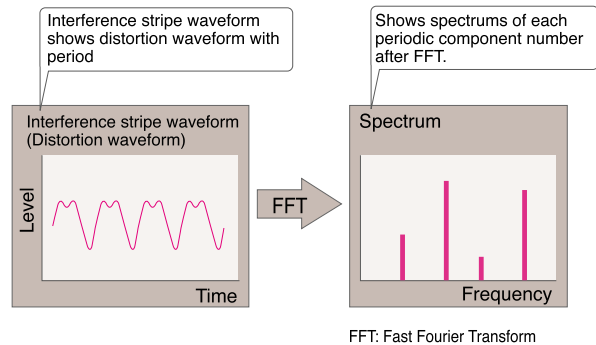 Interference stripe waveform
shows distortion waveform with
period
Shows spectrums of each
periodic component number
after FFT.
Interference stripe waveform
(Distortion waveform)
Level
Time
FFT
Spectrum
Frequency
FFT: Fast Fourier Transform